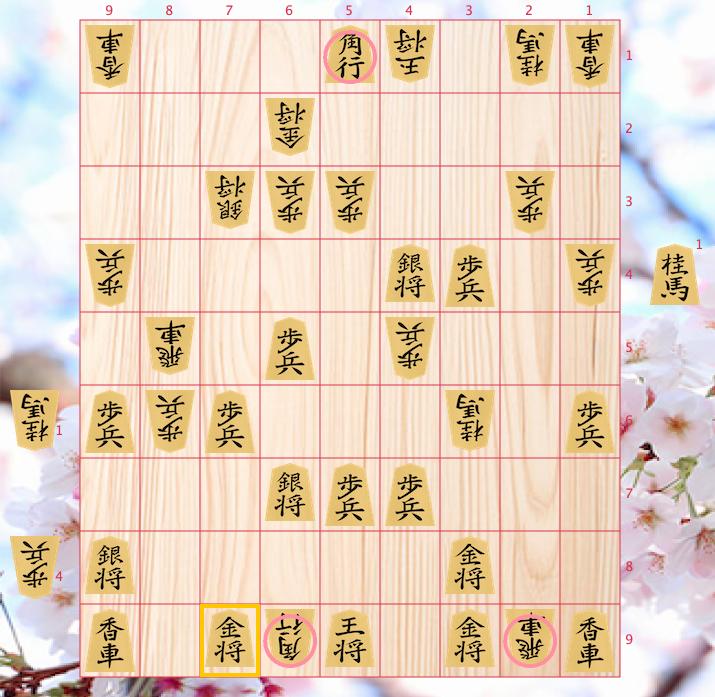 9 8 7 6 5 4 3 2 1
香車 角行 王将 桂馬 香車 1
金将 2
銀将 歩兵 歩兵 歩兵 3
歩兵 銀将 歩兵 歩兵 4 桂馬 1
飛車 歩兵 歩兵 5
桂馬 1 歩兵 歩兵 歩兵 桂馬 歩兵 6
銀将 歩兵 歩兵 7
歩兵 4 銀将 金将 8
香車 金将 角行 王将 金将 飛車 香車 9